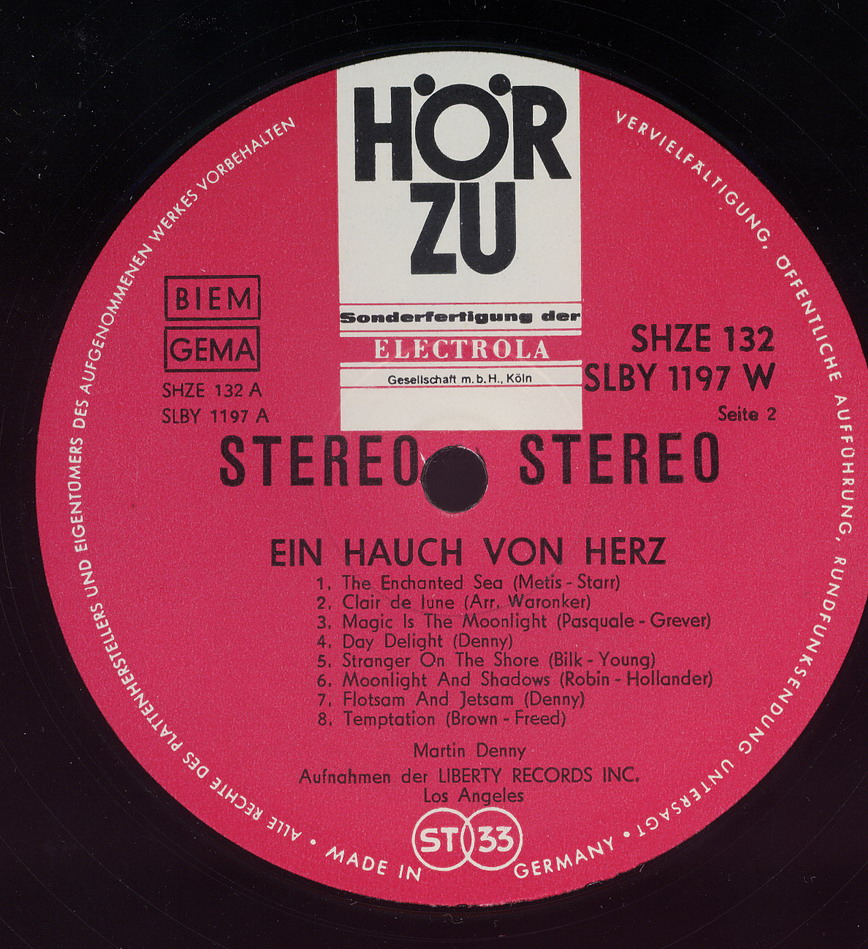 HÖR
ZU
Sonderfertigung der
ELECTROLA
Gesellschaft m.b.H., Köln
BIEM
GEMA
SHZE 132 A
SLBY 1197 A
SHZE 132
SLBY 1197 W
Seite 2
STEREO STEREO
EIN HAUCH VON HERZ
1. The Enchanted Sea (Metis - Starr)
2. Clair de lune (Arr. Waronker)
3. Magic Is The Moonlight (Pasquale - Grever)
4. Day Delight (Denny)
5. Stranger On The Shore (Bilk - Young)
6. Moonlight And Shadows (Robin - Hollander)
7. Flotsam And Jetsam (Denny)
8. Temptation (Brown - Freed)
Martin Denny
Aufnahmen der LIBERTY RECORDS INC.
Los Angeles
ST 33
MADE IN GERMANY
• ALLE RECHTE DES PLATTENHERSTELLERS UND EIGENTÜMERS DES AUFGENOMMENEN WERKES VORBEHALTEN
VERVIELFÄLTIGUNG, ÖFFENTLICHE AUFFÜHRUNG, RUNDFUNKSENDUNG UNTERSAGT •